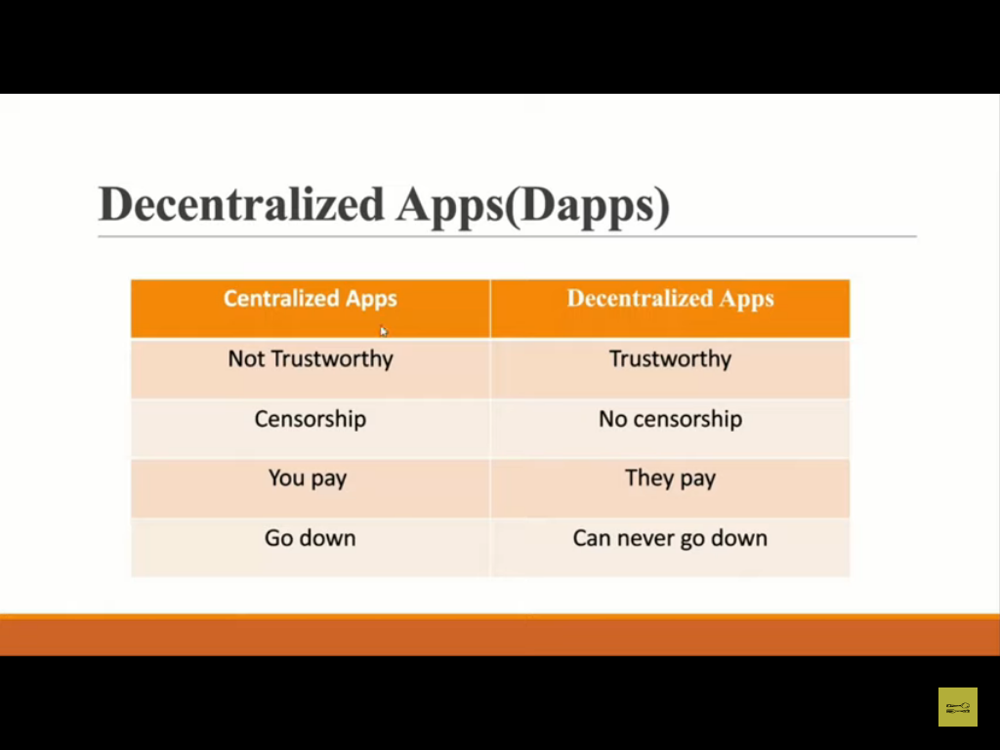 Decentralized Apps(Dapps)
Centralized Apps Decentralized Apps
Not Trustworthy Trustworthy
Censorship No censorship
You pay They pay
Go down Can never go down